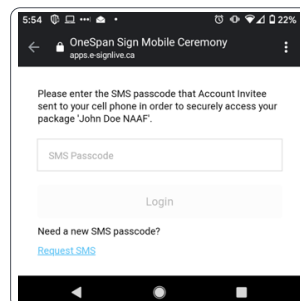 5:54 22%
OneSpan Sign Mobile Ceremony
apps.e-signlive.ca
Please enter the SMS passcode that Account Invitee
sent to your cell phone in order to securely access your
package 'John Doe NAAF'.
SMS Passcode
Login
Need a new SMS passcode?
Request SMS